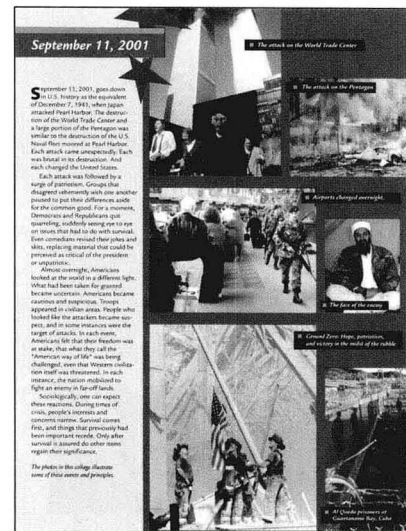 September 11, 2001
The attack on the World Trade Center
September 11, 2001, goes down
in U.S. history as the equivalent
of December 7, 1941, when Japan
attacked Pearl Harbor. The destruc-
tion of the World Trade Center and
a large portion of the Pentagon was
similar to the destruction of the U.S.
Naval fleet moored at Pearl Harbor.
Each attack came unexpectedly. Each
was brutal in its destruction. And
each changed the United States.
Each attack was followed by a
surge of patriotism. Groups that
disagreed vehemently with one another
paused to put their differences aside
for the common good. For a moment,
Democrats and Republicans quit
quarreling, suddenly seeing eye to eye
on issues that had to do with survival.
Even comedians revised their jokes and
skits, replacing material that could be
perceived as critical of the president
or unpatriotic.
Almost overnight, Americans
looked at the world in a different light.
What had been taken for granted
became uncertain. Americans became
cautious and suspicious. Troops
appeared in civilian areas. People who
looked like the attackers became sus-
pect, and in some instances were the
target of attacks. In each event,
Americans felt that their freedom was
at stake, that what they call the
"American way of life" was being
challenged, even that Western civiliza-
tion itself was threatened. In each
instance, the nation mobilized to
fight an enemy in far-off lands.
Sociologically, one can expect
these reactions. During times of
crisis, people's interests and
concerns narrow. Survival comes
first, and things that previously had
been important recede. Only after
survival is assured do other items
regain their significance.
The photos in this collage illustrate
some of these events and principles.
The attack on the Pentagon
Airports changed overnight.
The face of the enemy
Ground Zero: Hope, patriotism,
and victory in the midst of the rubble
Al Qaeda prisoners at
Guantanamo Bay, Cuba